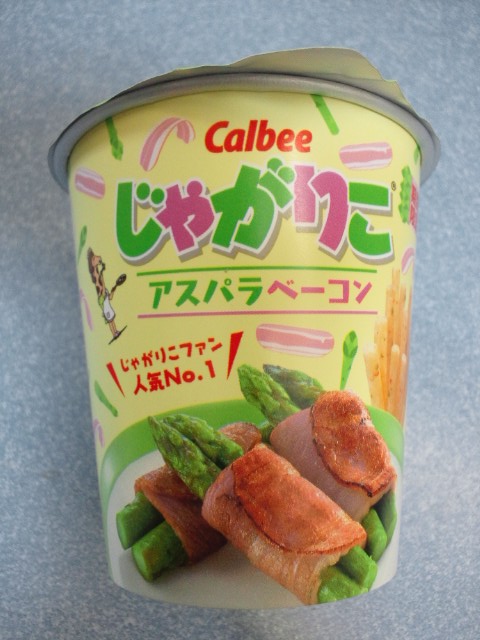 Calbee
じゃがりこ®
アスパラベーコン
じゃがりこファン
人気No.1